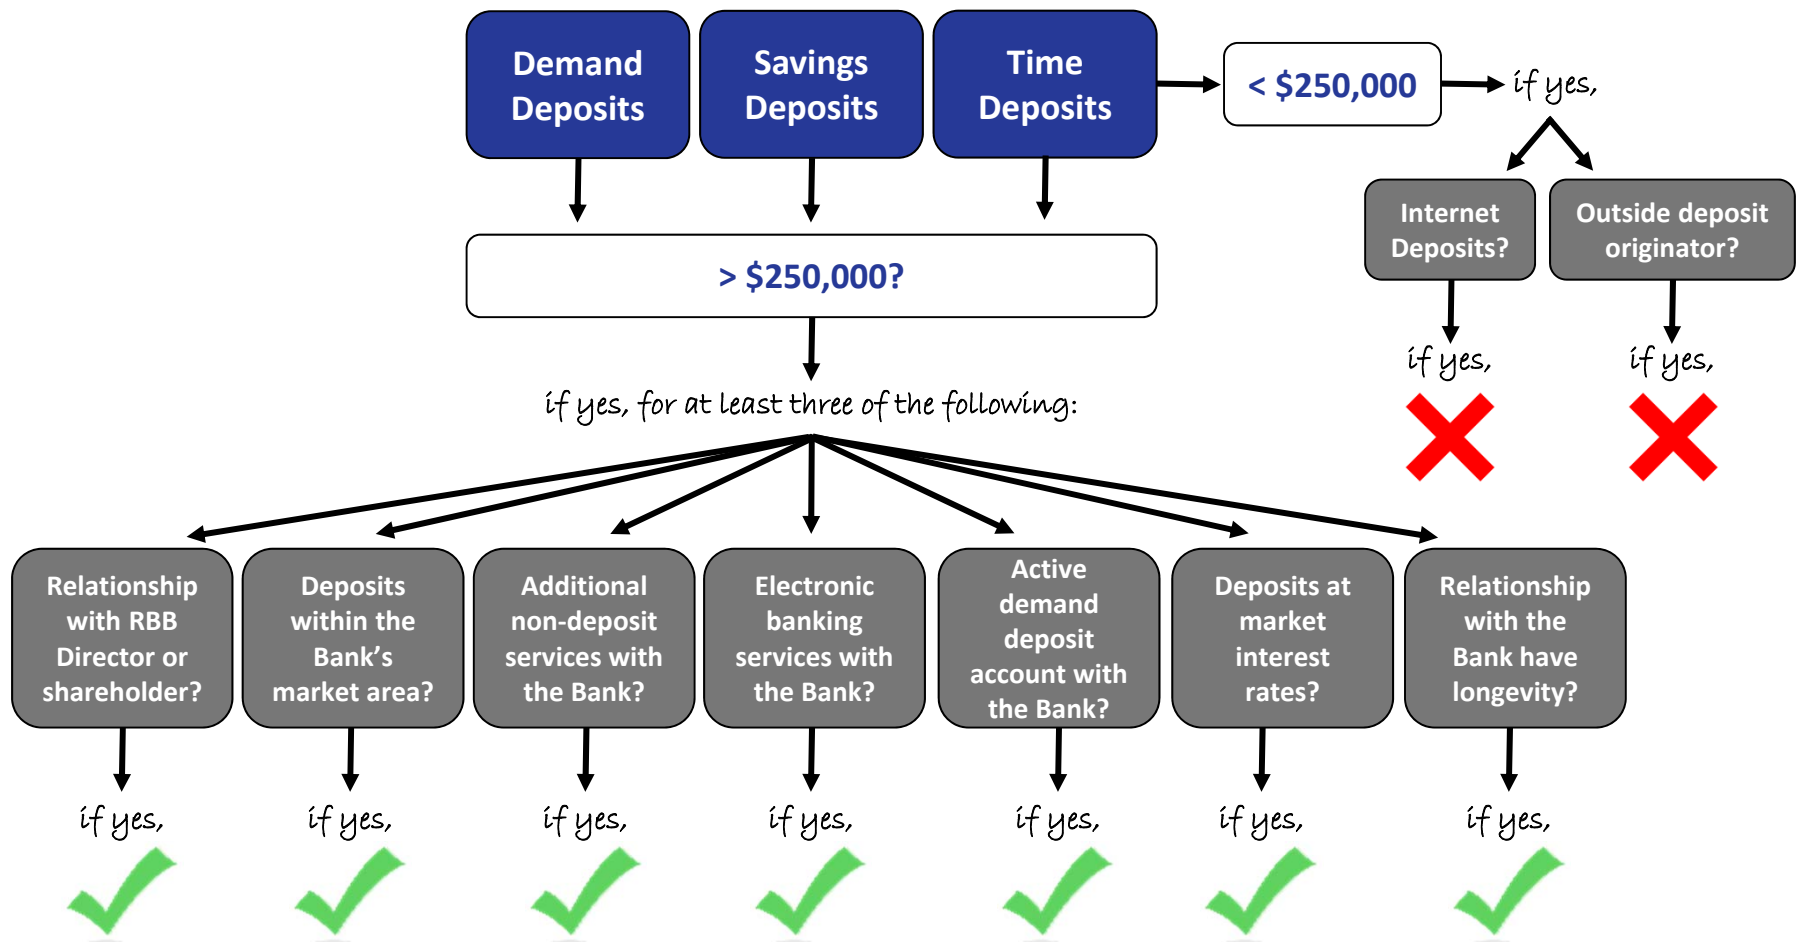 Demand
Deposits
Savings
Deposits
Time
Deposits
< $250,000
if yes,
Internet
Deposits?
Outside deposit
originator?
if yes,
if yes,
> $250,000?
if yes, for at least three of the following:
Relationship
with RBB
Director or
shareholder?
Deposits
within the
Bank's
market area?
Additional
non-deposit
services with
the Bank?
Electronic
banking
services with
the Bank?
Active
demand
deposit
account with
the Bank?
Deposits at
market
interest
rates?
Relationship
with the
Bank have
longevity?
if yes,
if yes,
if yes,
if yes,
if yes,
if yes,
if yes,